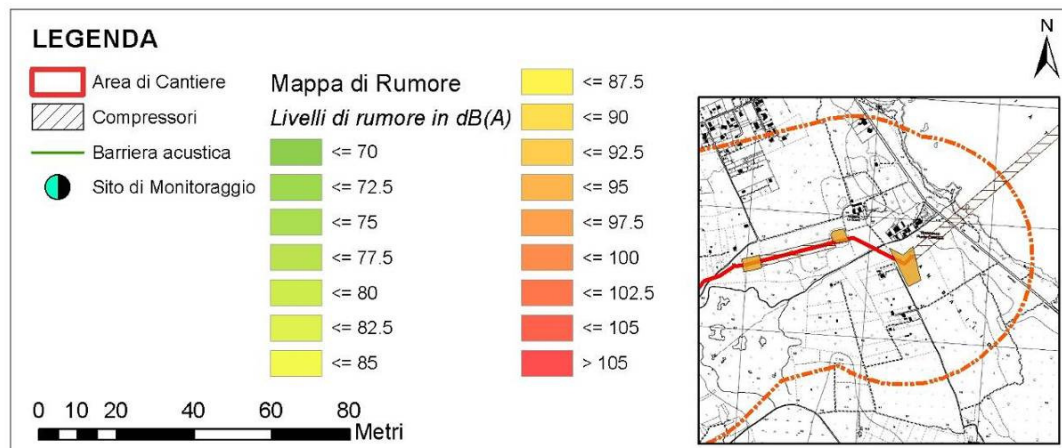 LEGENDA
Area di Cantiere
Compressori
Barriera acustica
Sito di Monitoraggio
Mappa di Rumore
Livelli di rumore in dB(A)
<= 70
<= 72.5
<= 75
<= 77.5
<= 80
<= 82.5
<= 85
<= 87.5
<= 90
<= 92.5
<= 95
<= 97.5
<= 100
<= 102.5
<= 105
> 105
0 10 20 40 60 80
Metri
N